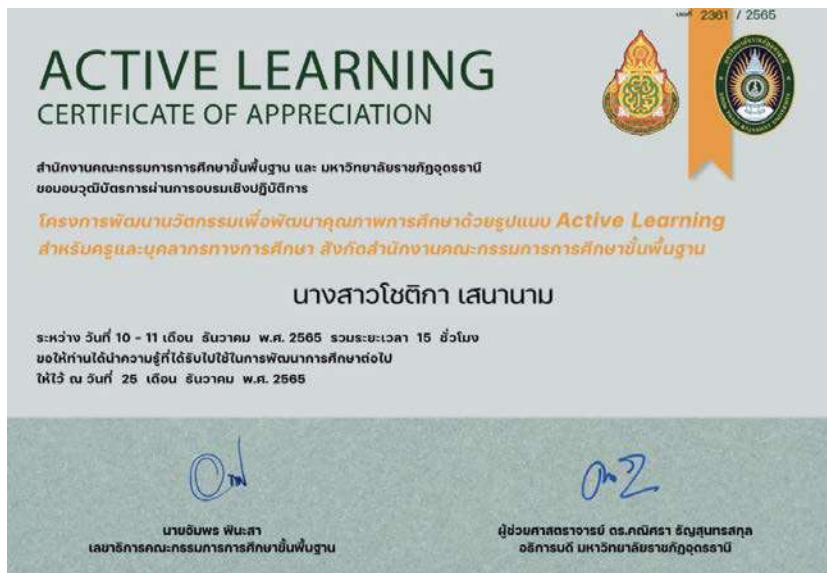 เลขที่ 2361 / 2565
ACTIVE LEARNING
CERTIFICATE OF APPRECIATION
สำนักงานคณะกรรมการการศึกษาขั้นพื้นฐาน และ มหาวิทยาลัยราชภัฏอุดรธานี
ขอมอบวุฒิบัตรการผ่านการอบรมเชิงปฏิบัติการ
โครงการพัฒนานวัตกรรมเพื่อพัฒนาคุณภาพการศึกษาด้วยรูปแบบ Active Learning
สำหรับครูและบุคลากรทางการศึกษา สังกัดสำนักงานคณะกรรมการการศึกษาขั้นพื้นฐาน
นางสาวโชติกา เสนานาม
ระหว่าง วันที่ 10 - 11 เดือน ธันวาคม พ.ศ. 2565 รวมระยะเวลา 15 ชั่วโมง
ขอให้ท่านได้นำความรู้ที่ได้รับไปใช้ในการพัฒนาการศึกษาต่อไป
ให้ไว้ ณ วันที่ 25 เดือน ธันวาคม พ.ศ. 2565
นายอัมพร พินะสา
เลขาธิการคณะกรรมการการศึกษาขั้นพื้นฐาน
ผู้ช่วยศาสตราจารย์ ดร.คณิศรา ธัญสุนทรสกุล
อธิการบดี มหาวิทยาลัยราชภัฏอุดรธานี